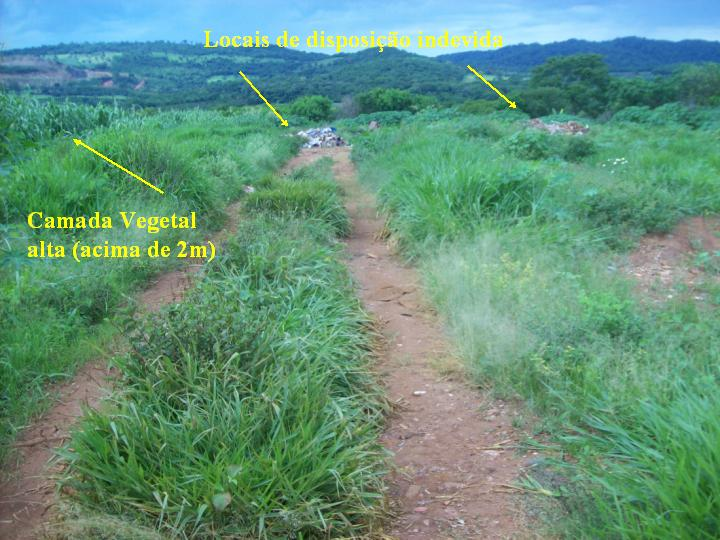 Locais de disposição indevida
Camada Vegetal
alta (acima de 2m)